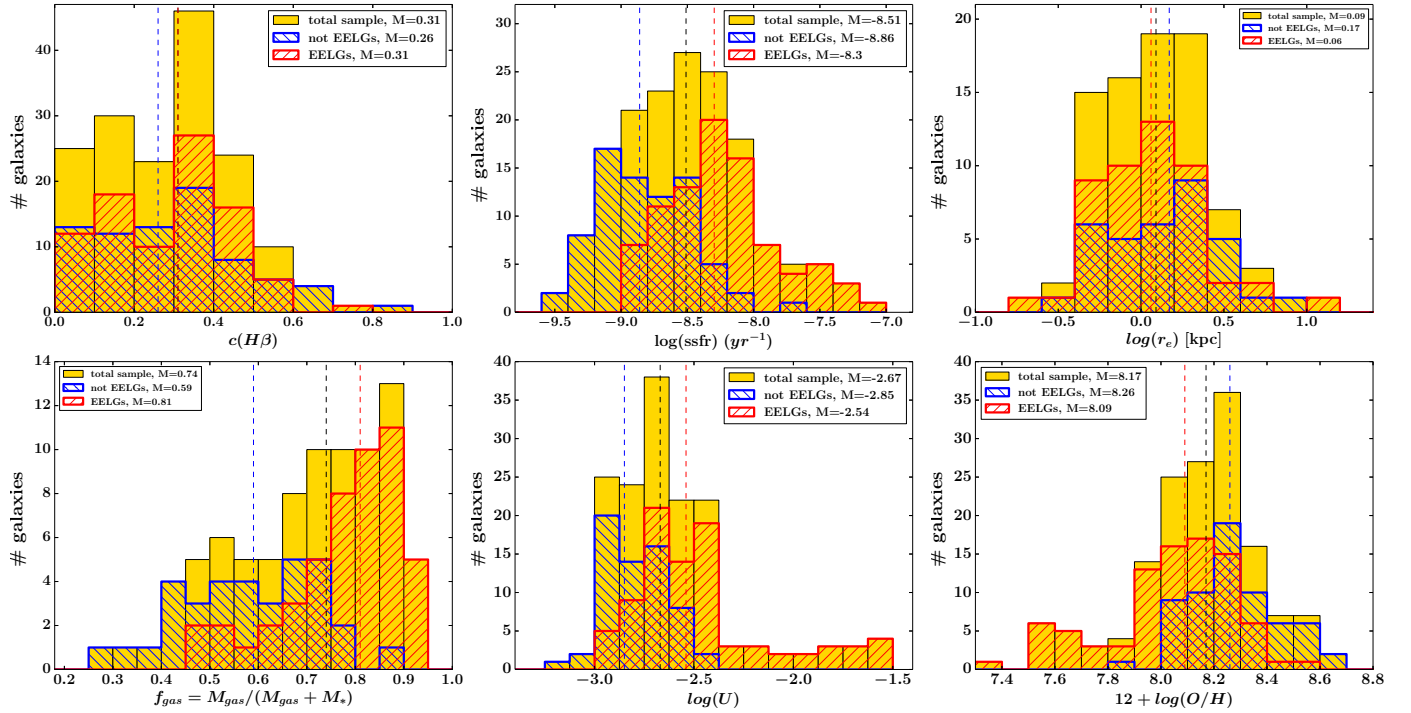 total sample, M=0.31
not EELGs, M=0.26
EELGs, M=0.31
# galaxies
40
30
20
10
0
0.0 0.2 0.4 0.6 0.8 1.0
c(Hβ)
total sample, M=-8.51
not EELGs, M=-8.86
EELGs, M=-8.3
# galaxies
30
25
20
15
10
5
0
−9.5 −9.0 −8.5 −8.0 −7.5 −7.0
log(ssfr) (yr⁻¹)
total sample, M=0.09
not EELGs, M=0.17
EELGs, M=0.06
# galaxies
20
15
10
5
0
−1.0 −0.5 0.0 0.5 1.0
log(r_e) [kpc]
total sample, M=0.74
not EELGs, M=0.59
EELGs, M=0.81
# galaxies
14
12
10
8
6
4
2
0
0.2 0.3 0.4 0.5 0.6 0.7 0.8 0.9 1.0
f_gas = M_gas/(M_gas + M_*)
total sample, M=-2.67
not EELGs, M=-2.85
EELGs, M=-2.54
# galaxies
40
35
30
25
20
15
10
5
0
−3.0 −2.5 −2.0 −1.5
log(U)
total sample, M=8.17
not EELGs, M=8.26
EELGs, M=8.09
# galaxies
40
35
30
25
20
15
10
5
0
7.4 7.6 7.8 8.0 8.2 8.4 8.6 8.8
12 + log(O/H)